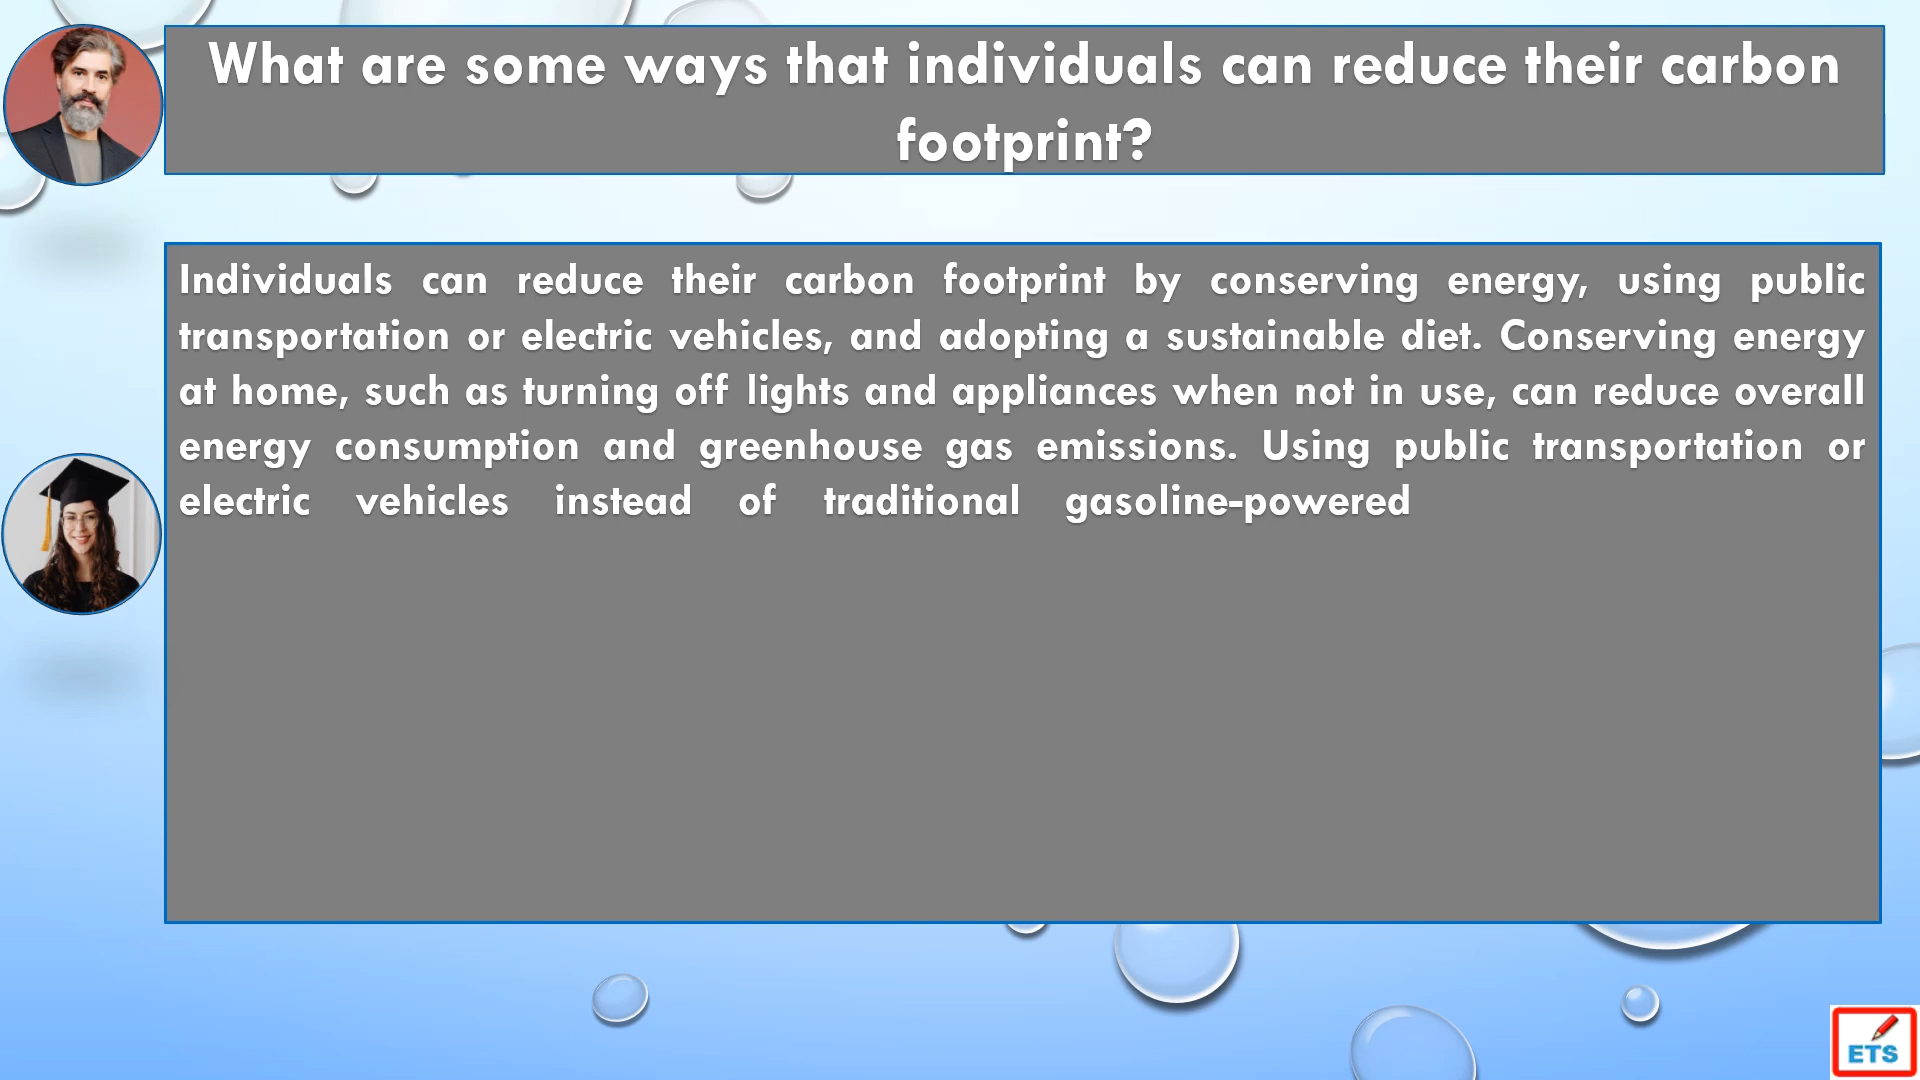 What are some ways that individuals can reduce their carbon
footprint?
Individuals can reduce their carbon footprint by conserving energy, using public
transportation or electric vehicles, and adopting a sustainable diet. Conserving energy
at home, such as turning off lights and appliances when not in use, can reduce overall
energy consumption and greenhouse gas emissions. Using public transportation or
electric vehicles instead of traditional gasoline-powered
ETS